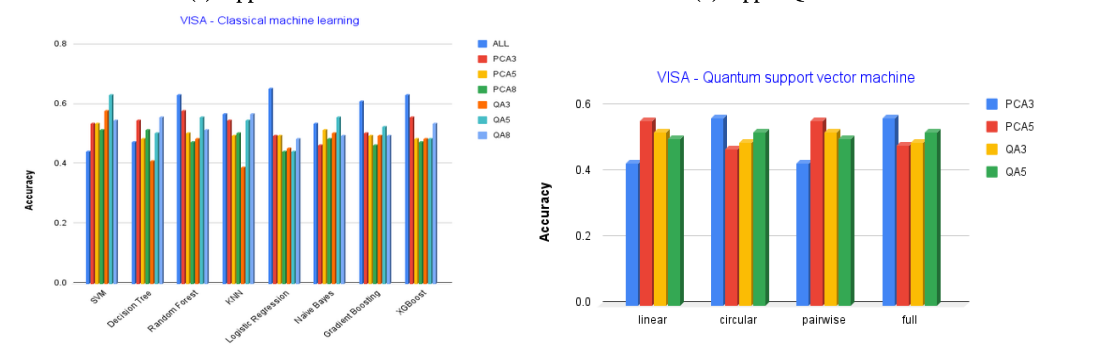 VISA - Classical machine learning
0.8
0.6
0.4
0.2
0.0
Accuracy
SVM
Decision Tree
Random Forest
KNN
Logistic Regression
Naive Bayes
Gradient Boosting
XGBoost
ALL
PCA3
PCA5
PCA8
QA3
QA5
QA8
VISA - Quantum support vector machine
0.6
0.4
0.2
0.0
Accuracy
linear
circular
pairwise
full
PCA3
PCA5
QA3
QA5